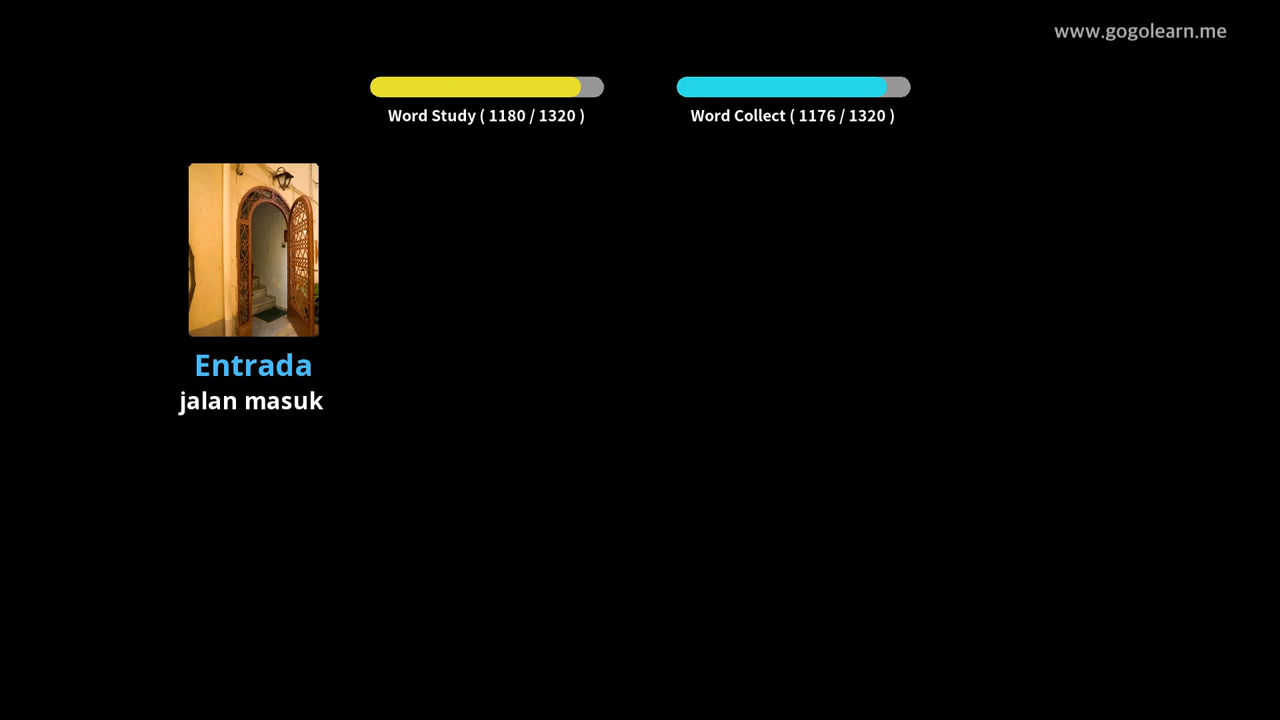 www.gogolearn.me
Word Study ( 1180 / 1320 )
Word Collect ( 1176 / 1320 )
Entrada
jalan masuk